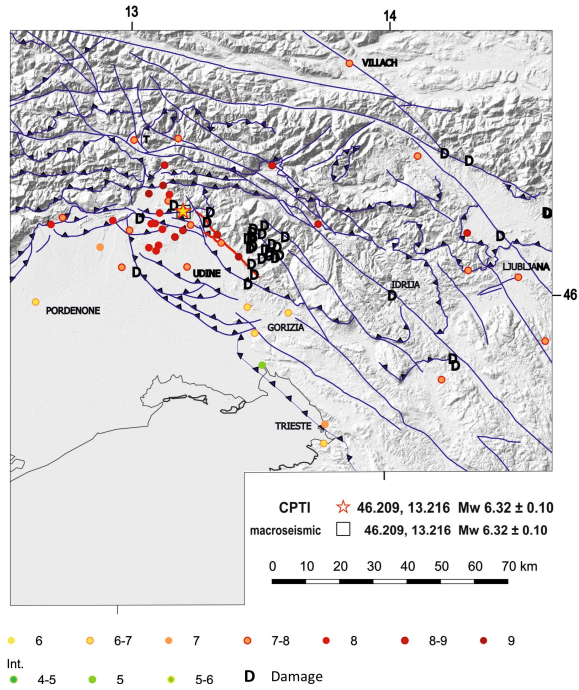 13 14
VILLACH
T
D D
D
D D D
D
D
LJUBLJANA
D
UDINE
D
IDRIJA
D
46
PORDENONE
GORIZIA
D
D
TRIESTE
CPTI 46.209, 13.216 Mw 6.32 ± 0.10
macroseismic 46.209, 13.216 Mw 6.32 ± 0.10
0 10 20 30 40 50 60 70 km
6 6-7 7 7-8 8 8-9 9
Int.
4-5 5 5-6 D Damage